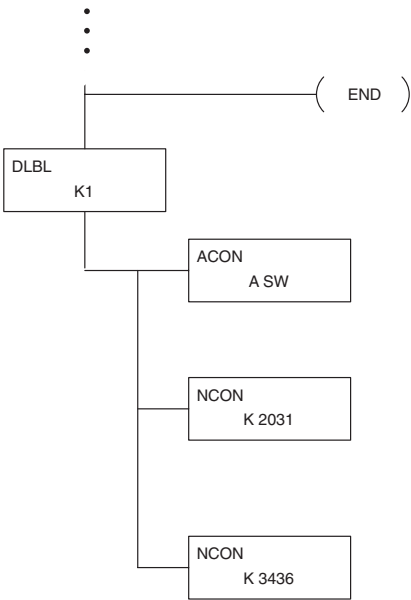 END
DLBL
K1
ACON
A SW
NCON
K 2031
NCON
K 3436